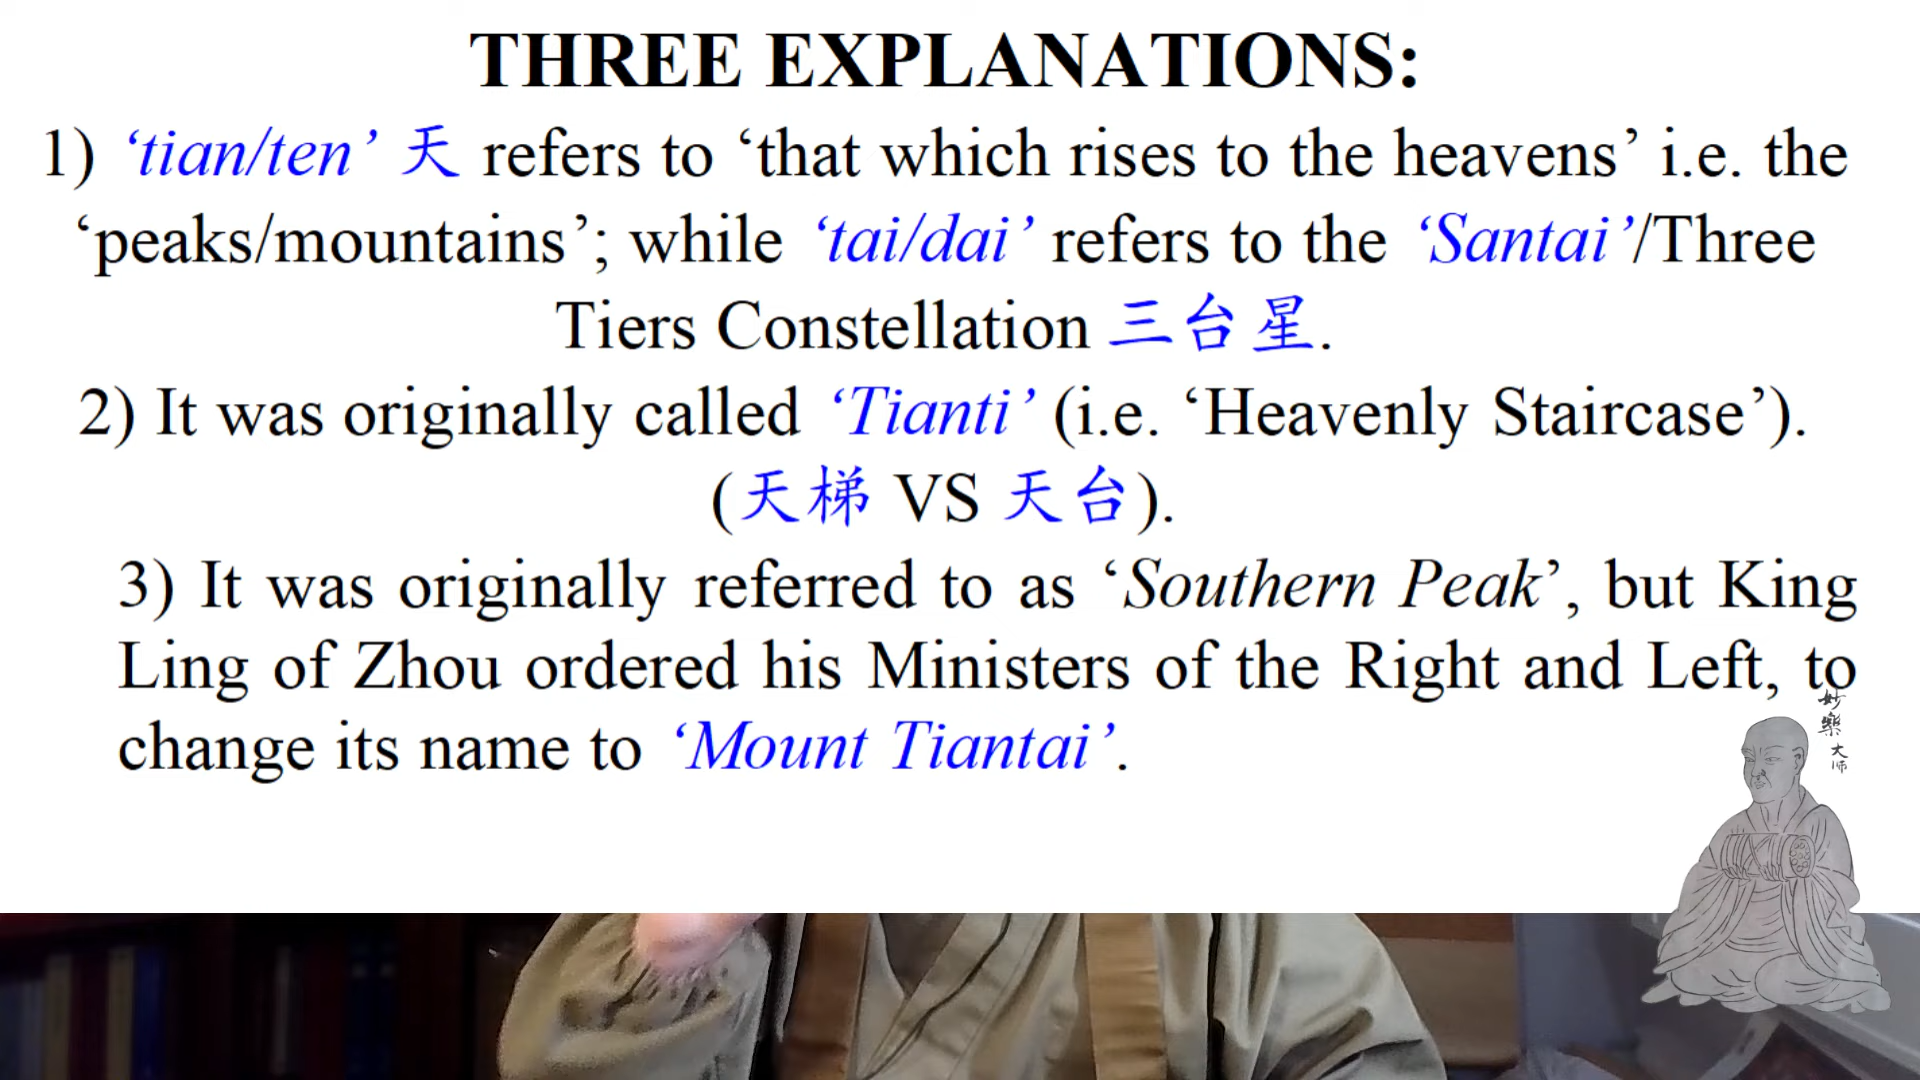 THREE EXPLANATIONS:
1) ‘tian/ten’ 天 refers to ‘that which rises to the heavens’ i.e. the
‘peaks/mountains’; while ‘tai/dai’ refers to the ‘Santai’/Three
Tiers Constellation 三台星.
2) It was originally called ‘Tianti’ (i.e. ‘Heavenly Staircase’).
(天梯 VS 天台).
3) It was originally referred to as ‘Southern Peak’, but King
Ling of Zhou ordered his Ministers of the Right and Left, to
change its name to ‘Mount Tiantai’.
妙樂
大师